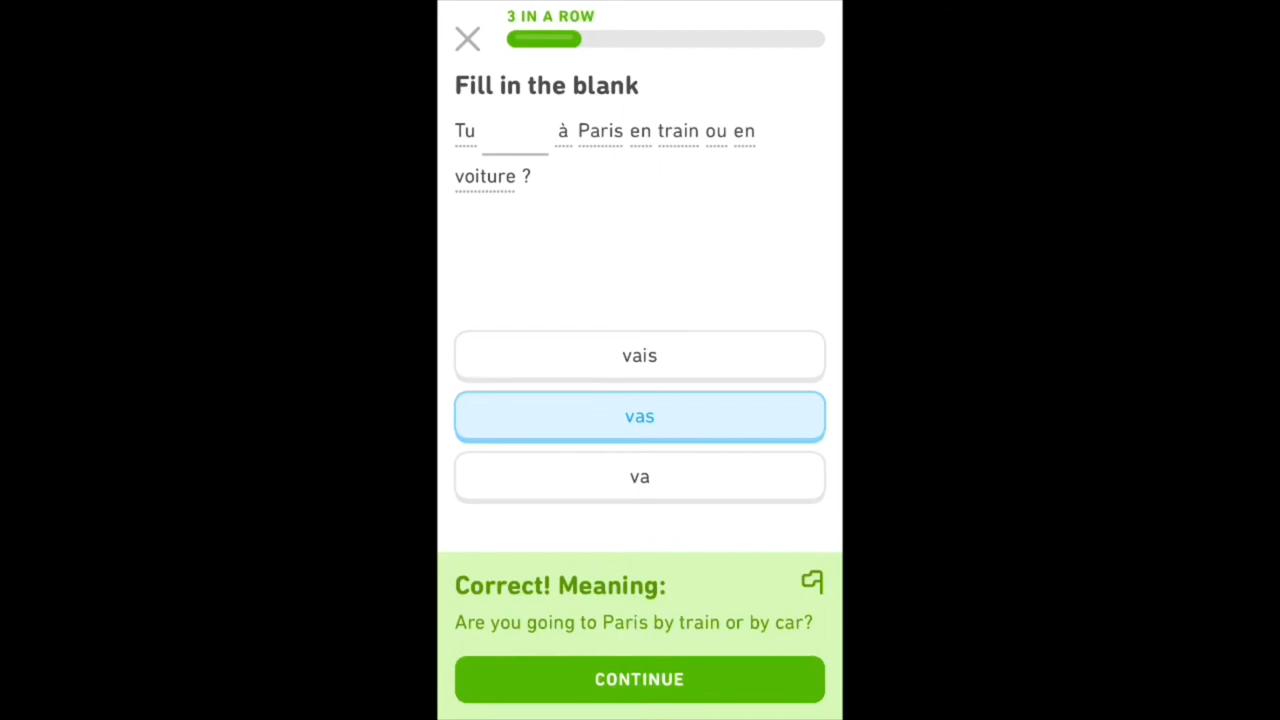 3 IN A ROW
Fill in the blank
Tu ______ à Paris en train ou en
voiture ?
vais
vas
va
Correct! Meaning:
Are you going to Paris by train or by car?
CONTINUE